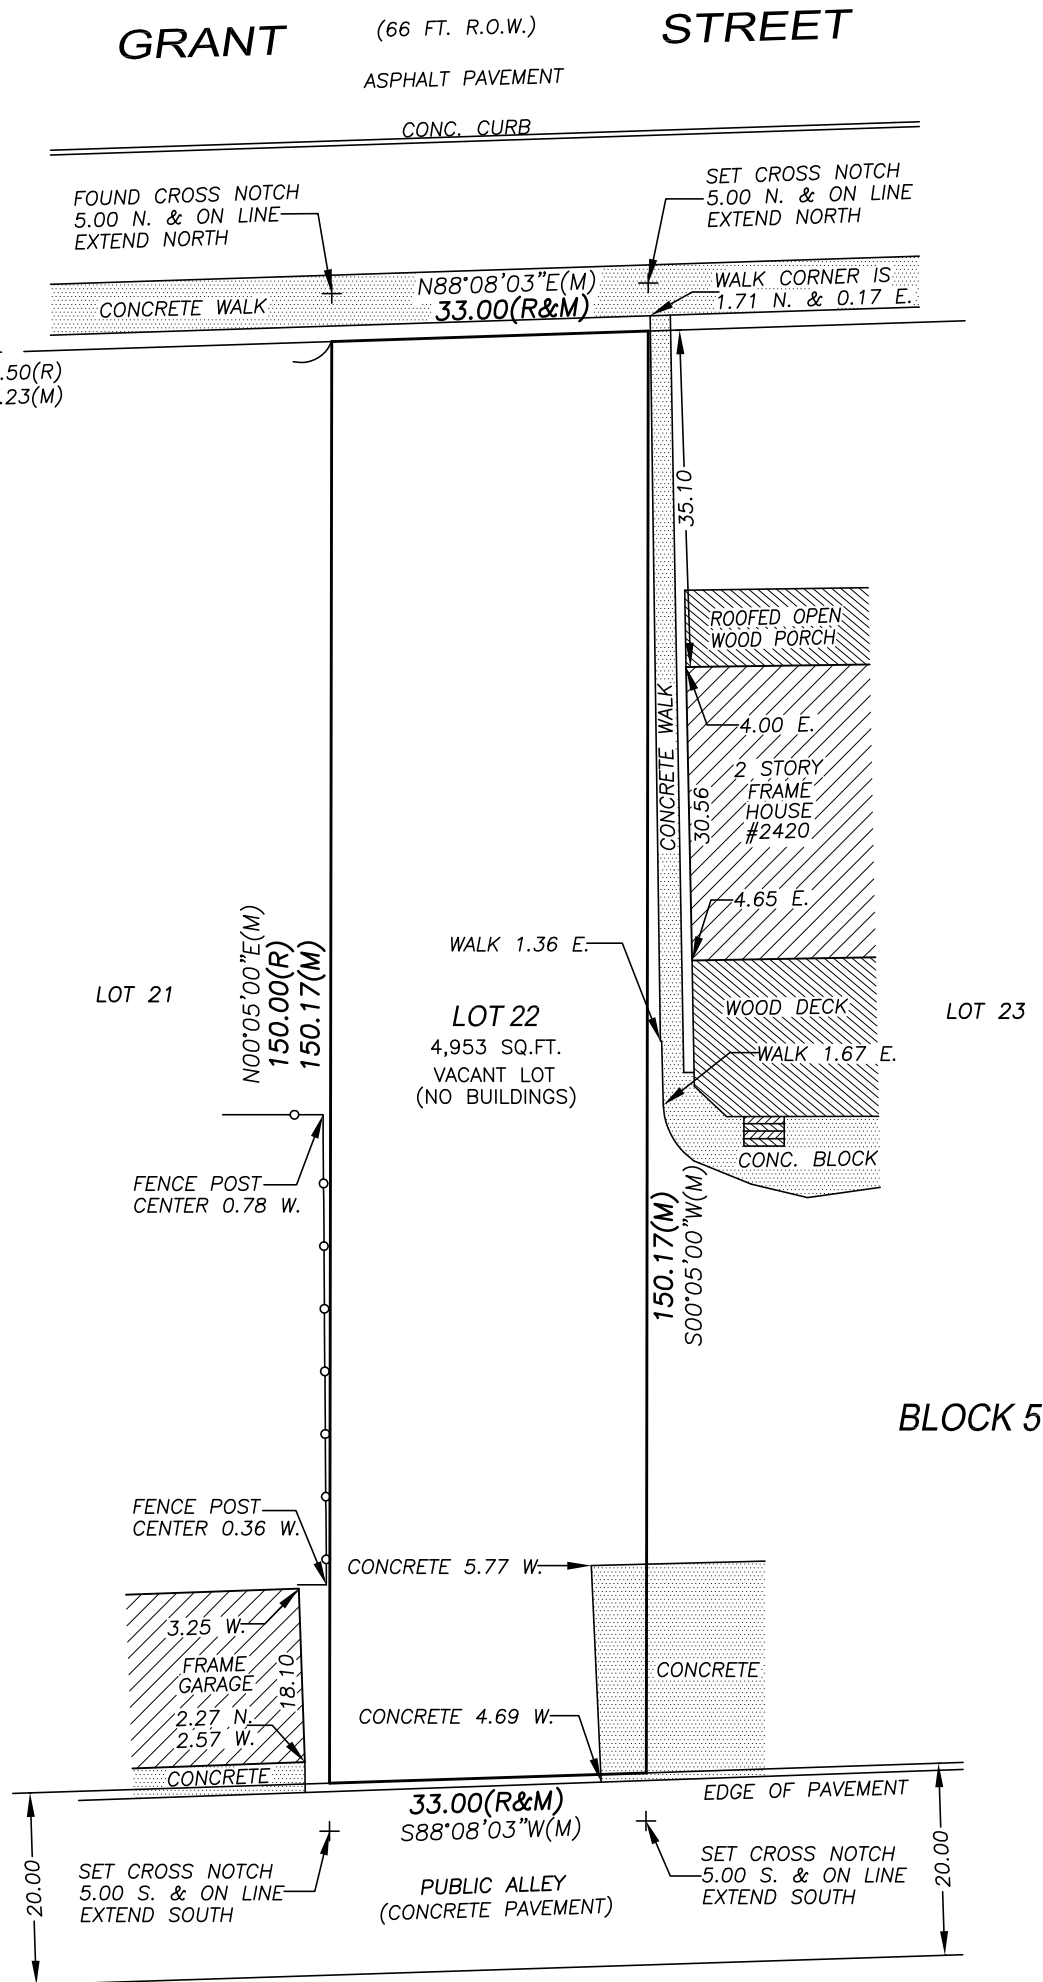 GRANT
(66 FT. R.O.W.)
STREET
ASPHALT PAVEMENT
CONC. CURB
FOUND CROSS NOTCH
5.00 N. & ON LINE
EXTEND NORTH
SET CROSS NOTCH
5.00 N. & ON LINE
EXTEND NORTH
N88°08'03"E(M)
33.00(R&M)
CONCRETE WALK
WALK CORNER IS
1.71 N. & 0.17 E.
.50(R)
.23(M)
35.10
ROOFED OPEN
WOOD PORCH
CONCRETE WALK
4.00 E.
2 STORY
FRAME
HOUSE
#2420
30.56
4.65 E.
WALK 1.36 E.
N00°05'00"E(M)
150.00(R)
150.17(M)
LOT 21
LOT 22
4,953 SQ.FT.
VACANT LOT
(NO BUILDINGS)
WOOD DECK
LOT 23
WALK 1.67 E.
CONC. BLOCK
FENCE POST
CENTER 0.78 W.
150.17(M)
S00°05'00"W(M)
BLOCK 5
FENCE POST
CENTER 0.36 W.
CONCRETE 5.77 W.
3.25 W.
FRAME
GARAGE
18.10
2.27 N.
2.57 W.
CONCRETE
CONCRETE
CONCRETE 4.69 W.
33.00(R&M)
S88°08'03"W(M)
EDGE OF PAVEMENT
20.00
SET CROSS NOTCH
5.00 S. & ON LINE
EXTEND SOUTH
PUBLIC ALLEY
(CONCRETE PAVEMENT)
SET CROSS NOTCH
5.00 S. & ON LINE
EXTEND SOUTH
20.00